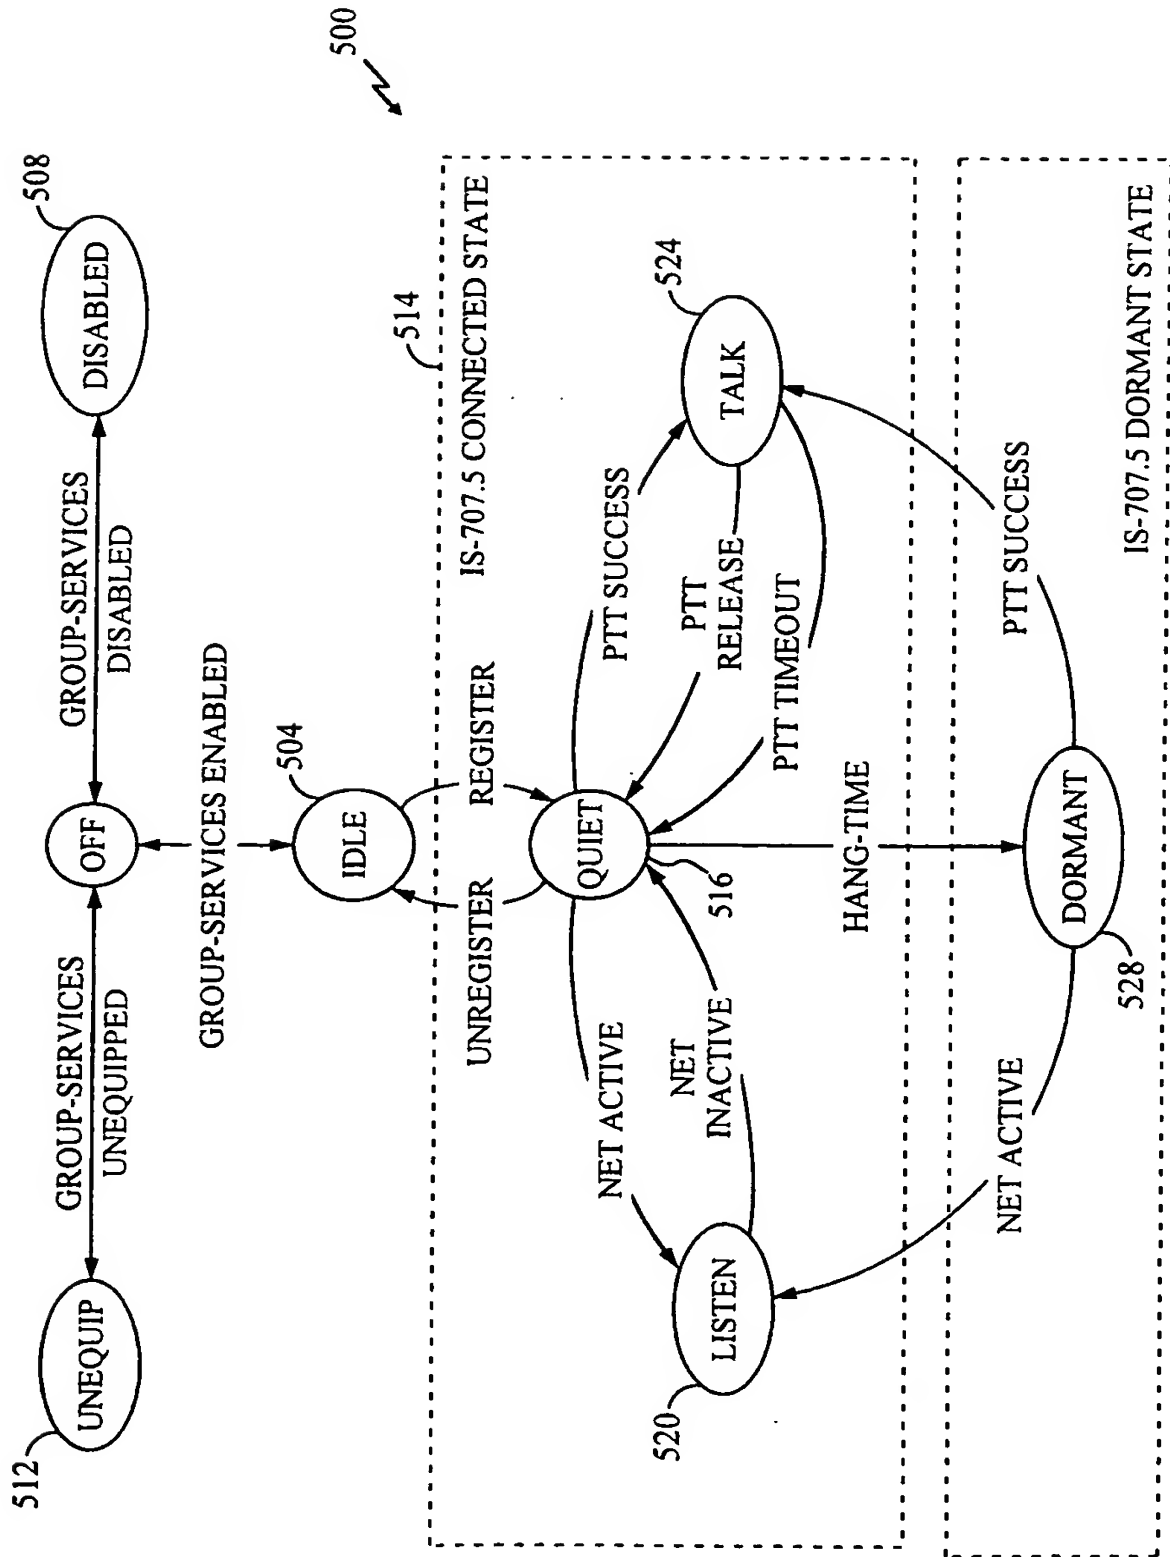 500
512
UNEQUIP
GROUP-SERVICES
UNEQUIPPED
OFF
GROUP-SERVICES
DISABLED
DISABLED
508
GROUP-SERVICES ENABLED
IDLE
504
514
IS-707.5 CONNECTED STATE
UNREGISTER
REGISTER
QUIET
516
NET ACTIVE
NET
INACTIVE
LISTEN
520
PTT SUCCESS
PTT
RELEASE
PTT TIMEOUT
TALK
524
HANG-TIME
NET ACTIVE
DORMANT
528
PTT SUCCESS
IS-707.5 DORMANT STATE